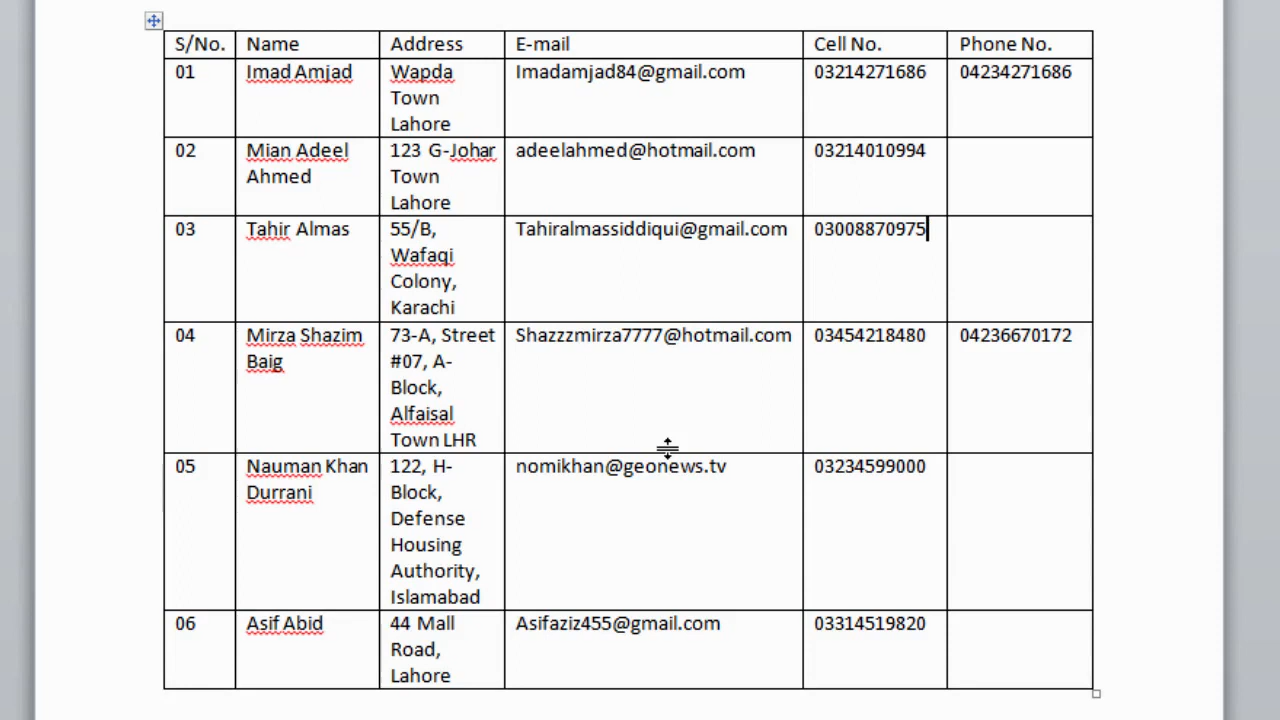 S/No. Name Address E-mail Cell No. Phone No.
01 Imad Amjad Wapda Imadamjad84@gmail.com 03214271686 04234271686
Town
Lahore
02 Mian Adeel 123 G-Johar adeelahmed@hotmail.com 03214010994
Ahmed Town
Lahore
03 Tahir Almas 55/B, Tahiralmassiddiqui@gmail.com 03008870975
Wafaqi
Colony,
Karachi
04 Mirza Shazim 73-A, Street Shazzzmirza7777@hotmail.com 03454218480 04236670172
Baig #07, A-
Block,
Alfaisal
Town LHR
05 Nauman Khan 122, H- nomikhan@geonews.tv 03234599000
Durrani Block,
Defense
Housing
Authority,
Islamabad
06 Asif Abid 44 Mall Asifaziz455@gmail.com 03314519820
Road,
Lahore